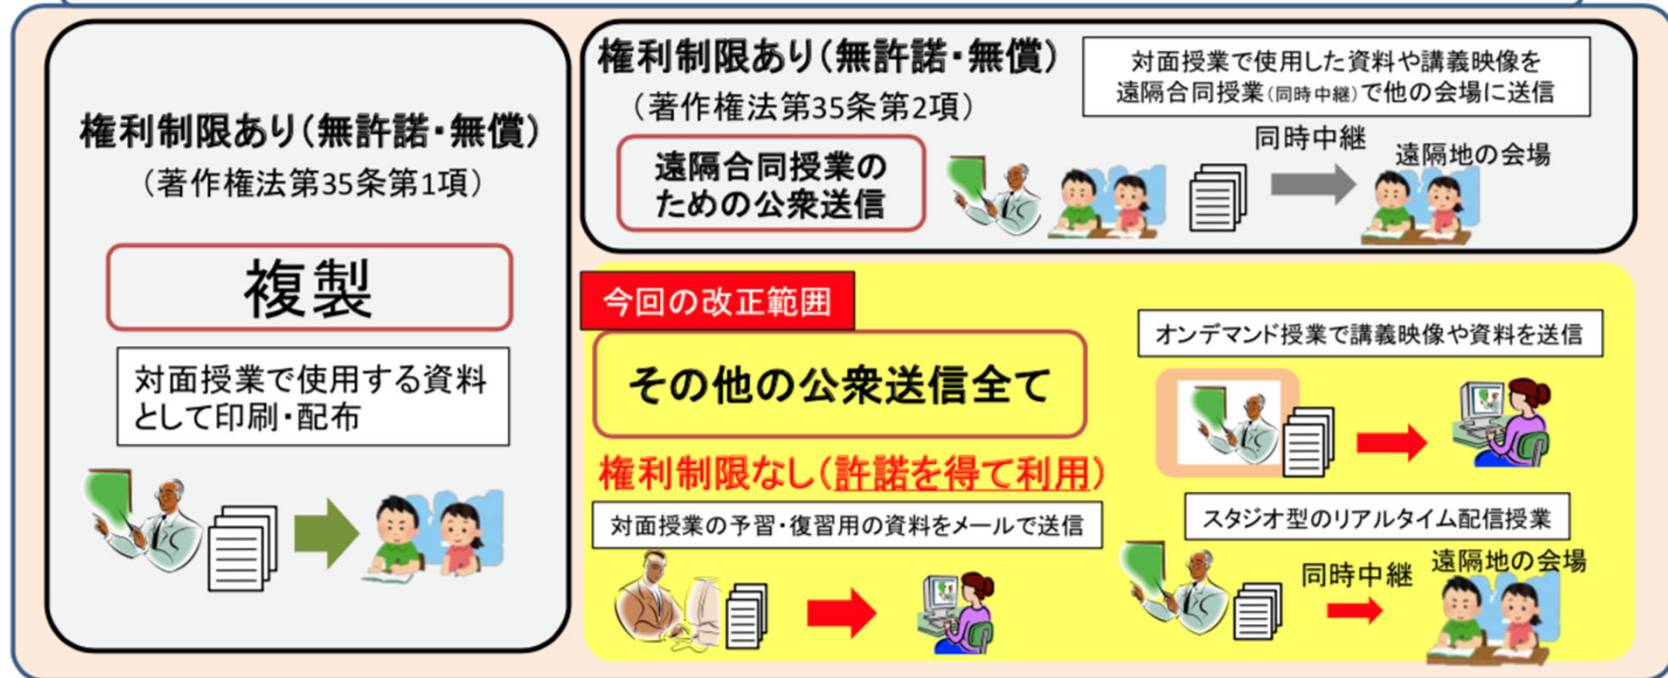 権利制限あり(無許諾・無償)
(著作権法第35条第1項)
複製
対面授業で使用する資料
として印刷・配布
権利制限あり(無許諾・無償)
(著作権法第35条第2項)
対面授業で使用した資料や講義映像を
遠隔合同授業(同時中継)で他の会場に送信
遠隔合同授業の
ための公衆送信
同時中継
遠隔地の会場
今回の改正範囲
その他の公衆送信全て
権利制限なし(許諾を得て利用)
対面授業の予習・復習用の資料をメールで送信
オンデマンド授業で講義映像や資料を送信
スタジオ型のリアルタイム配信授業
同時中継
遠隔地の会場